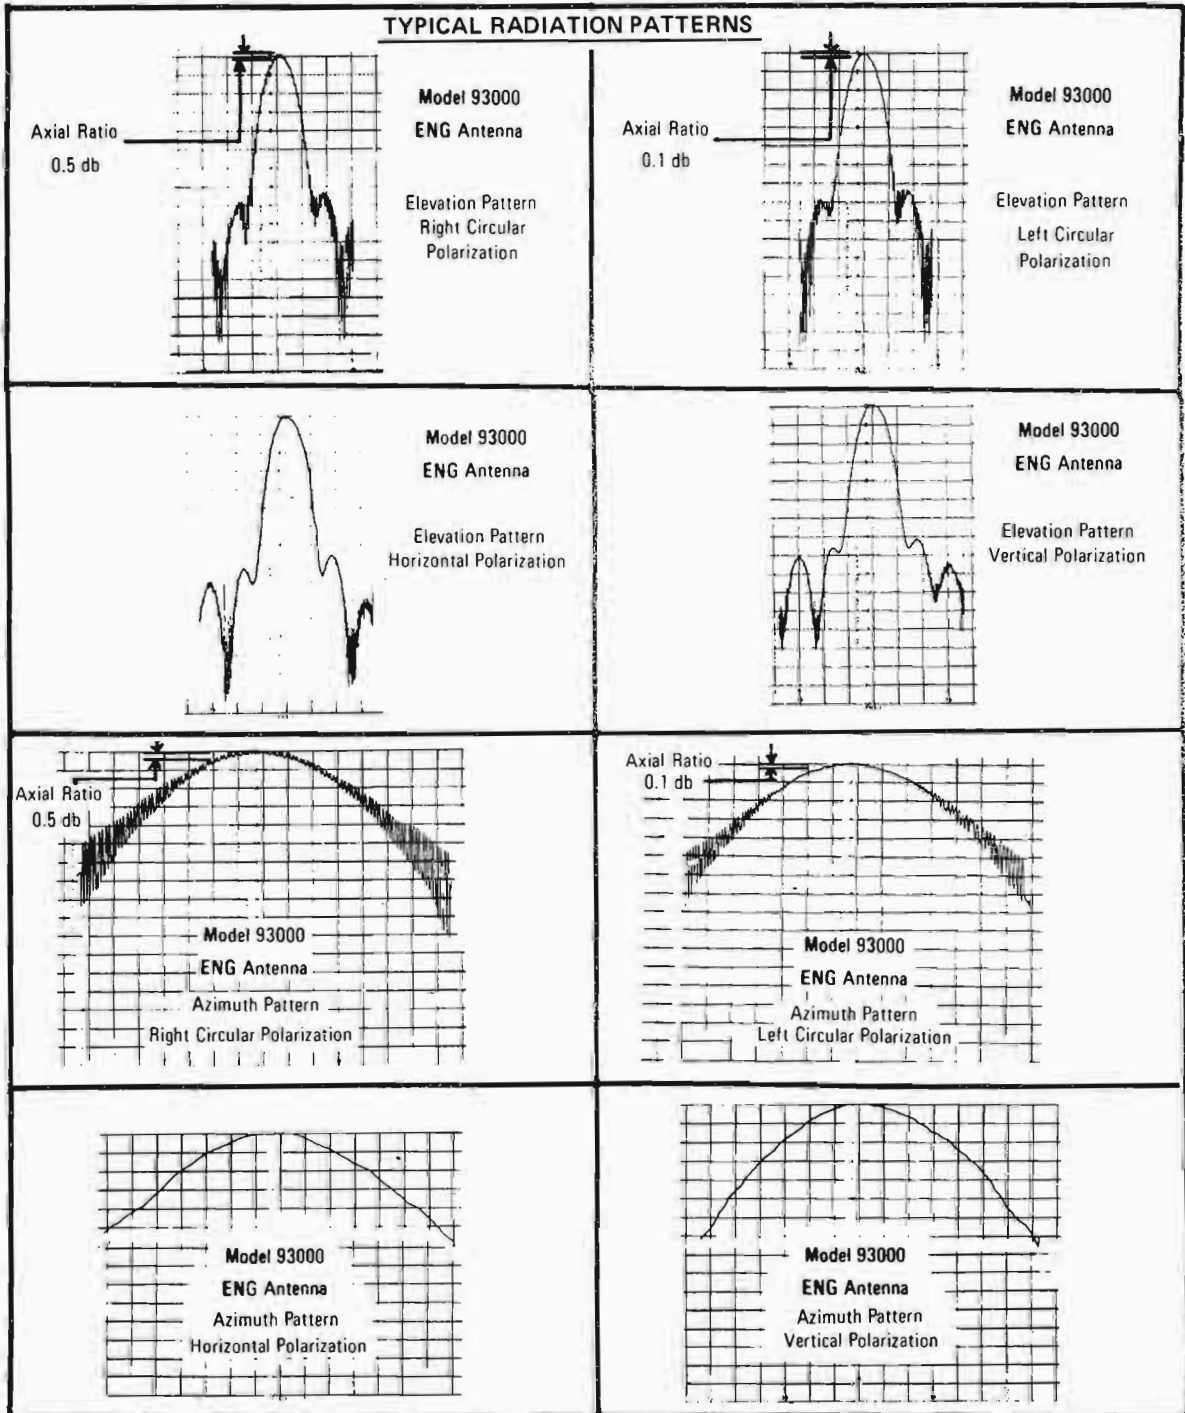 TYPICAL RADIATION PATTERNS
Axial Ratio
0.5 db
Model 93000
ENG Antenna
Elevation Pattern
Right Circular
Polarization
Axial Ratio
0.1 db
Model 93000
ENG Antenna
Elevation Pattern
Left Circular
Polarization
Model 93000
ENG Antenna
Elevation Pattern
Horizontal Polarization
Model 93000
ENG Antenna
Elevation Pattern
Vertical Polarization
Axial Ratio
0.5 db
Model 93000
ENG Antenna
Azimuth Pattern
Right Circular Polarization
Axial Ratio
0.1 db
Model 93000
ENG Antenna
Azimuth Pattern
Left Circular Polarization
Model 93000
ENG Antenna
Azimuth Pattern
Horizontal Polarization
Model 93000
ENG Antenna
Azimuth Pattern
Vertical Polarization